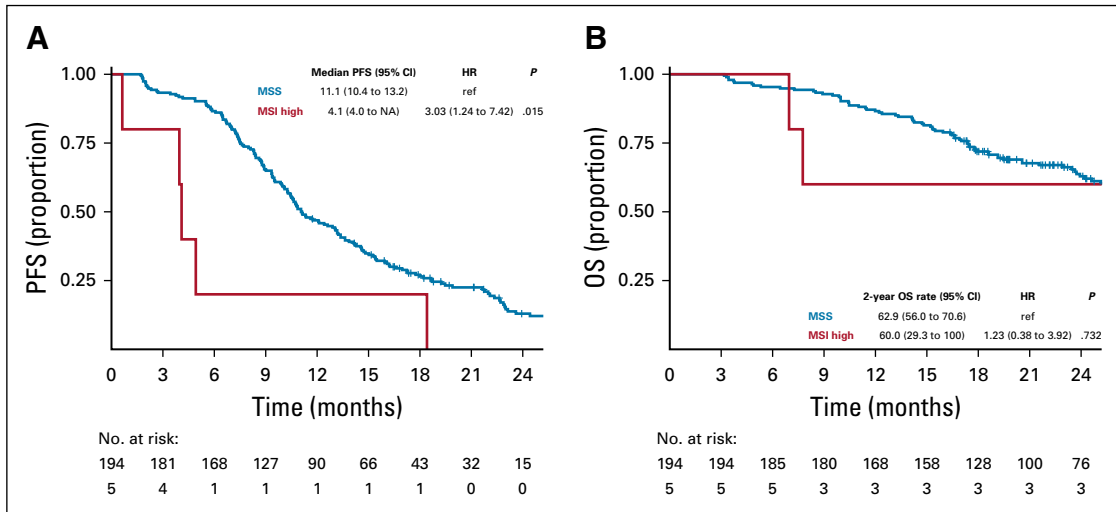 A
Median PFS (95% CI) HR P
MSS 11.1 (10.4 to 13.2) ref
MSI high 4.1 (4.0 to NA) 3.03 (1.24 to 7.42) .015
PFS (proportion)
1.00
0.75
0.50
0.25
0 3 6 9 12 15 18 21 24
Time (months)
No. at risk:
194 181 168 127 90 66 43 32 15
5 4 1 1 1 1 1 0 0
B
OS (proportion)
1.00
0.75
0.50
0.25
2-year OS rate (95% CI) HR P
MSS 62.9 (56.0 to 70.6) ref
MSI high 60.0 (29.3 to 100) 1.23 (0.38 to 3.92) .732
0 3 6 9 12 15 18 21 24
Time (months)
No. at risk:
194 194 185 180 168 158 128 100 76
5 5 5 3 3 3 3 3 3